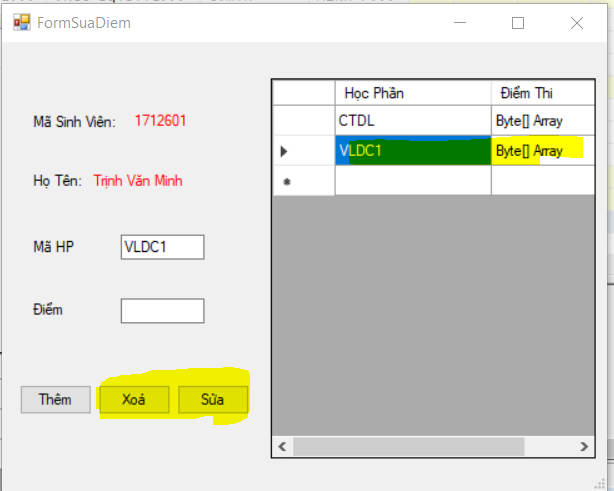 FormSuaDiem
Mã Sinh Viên: 1712601
Họ Tên: Trịnh Văn Minh
Mã HP VLDC1
Điểm
Thêm Xoá Sửa
Học Phần Điểm Thi
CTDL Byte[] Array
VLDC1 Byte[] Array